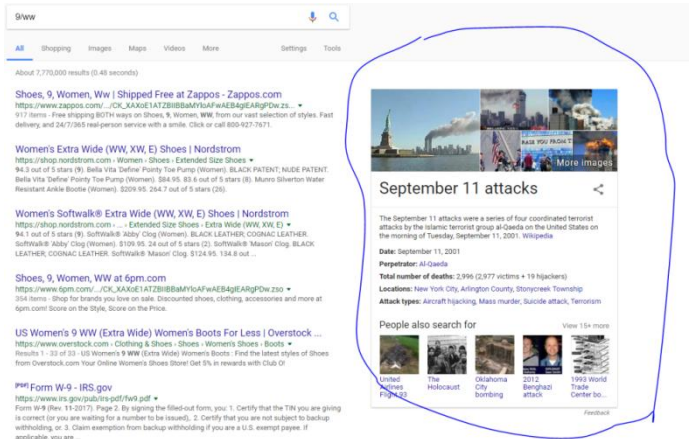 9/ww
All Shopping Images Maps Videos More Settings Tools
About 7,770,000 results (0.48 seconds)
Shoes, 9, Women, Ww | Shipped Free at Zappos - Zappos.com
https://www.zappos.com/.../CK_XAXoE1ATZBIIBBaMYloAFwAEB4gIEARgPDw.zs...
917 items - Free shipping BOTH ways on Shoes, 9, Women, WW, from our vast selection of styles. Fast
delivery, and 24/7/365 real-person service with a smile. Click or call 800-927-7671.
Women's Extra Wide (WW, XW, E) Shoes | Nordstrom
https://shop.nordstrom.com › Women › Shoes › Extended Size Shoes
94.3 out of 5 stars (9). Bella Vita 'Define' Pointy Toe Pump (Women). BLACK PATENT; NUDE PATENT.
Bella Vita 'Define' Pointy Toe Pump (Women). $84.95. 83.6 out of 5 stars (8). Munro Silverton Water
Resistant Ankle Bootie (Women). $209.95. 264.7 out of 5 stars (26).
Women's Softwalk® Extra Wide (WW, XW, E) Shoes | Nordstrom
https://shop.nordstrom.com › ... › Extended Size Shoes › Extra Wide (WW, EW)
94.1 out of 5 stars (9). SoftWalk® 'Abby' Clog (Women). BLACK LEATHER; COGNAC LEATHER.
SoftWalk® 'Abby' Clog (Women). $109.95. 24 out of 5 stars (2). SoftWalk® 'Mason' Clog. BLACK
LEATHER; COGNAC LEATHER. SoftWalk® 'Mason' Clog. $124.95. 134.8 out ...
Shoes, 9, Women, WW at 6pm.com
https://www.6pm.com/.../CK_XAXoE1ATZBIIBBaMYloAFwAEB4gIEARgPDw.zso
354 items - Shop for brands you love on sale. Discounted shoes, clothing, accessories and more at
6pm.com! Score on the Style, Score on the Price.
US Women's 9 WW (Extra Wide) Women's Boots For Less | Overstock ...
https://www.overstock.com › Clothing & Shoes › Shoes › Women's Shoes › Boots
Results 1 - 33 of 33 - US Women's 9 WW (Extra Wide) Women's Boots : Find the latest styles of Shoes
from Overstock.com Your Online Women's Shoes Store! Get 5% in rewards with Club O!
[PDF] Form W-9 - IRS.gov
https://www.irs.gov/pub/irs-pdf/fw9.pdf
Form W-9 (Rev. 11-2017). Page 2. By signing the filled-out form, you: 1. Certify that the TIN you are giving
is correct (or you are waiting for a number to be issued),. 2. Certify that you are not subject to backup
withholding, or. 3. Claim exemption from backup withholding if you are a U.S. exempt payee. If
applicable, you are ...
More images
September 11 attacks
The September 11 attacks were a series of four coordinated terrorist
attacks by the Islamic terrorist group al-Qaeda on the United States on
the morning of Tuesday, September 11, 2001. Wikipedia
Date: September 11, 2001
Perpetrator: Al-Qaeda
Total number of deaths: 2,996 (2,977 victims + 19 hijackers)
Locations: New York City, Arlington County, Stonycreek Township
Attack types: Aircraft hijacking, Mass murder, Suicide attack, Terrorism
People also search for View 15+ more
United Airlines Flight 93
The Holocaust
Oklahoma City bombing
2012 Benghazi attack
1993 World Trade Center bo...
Feedback